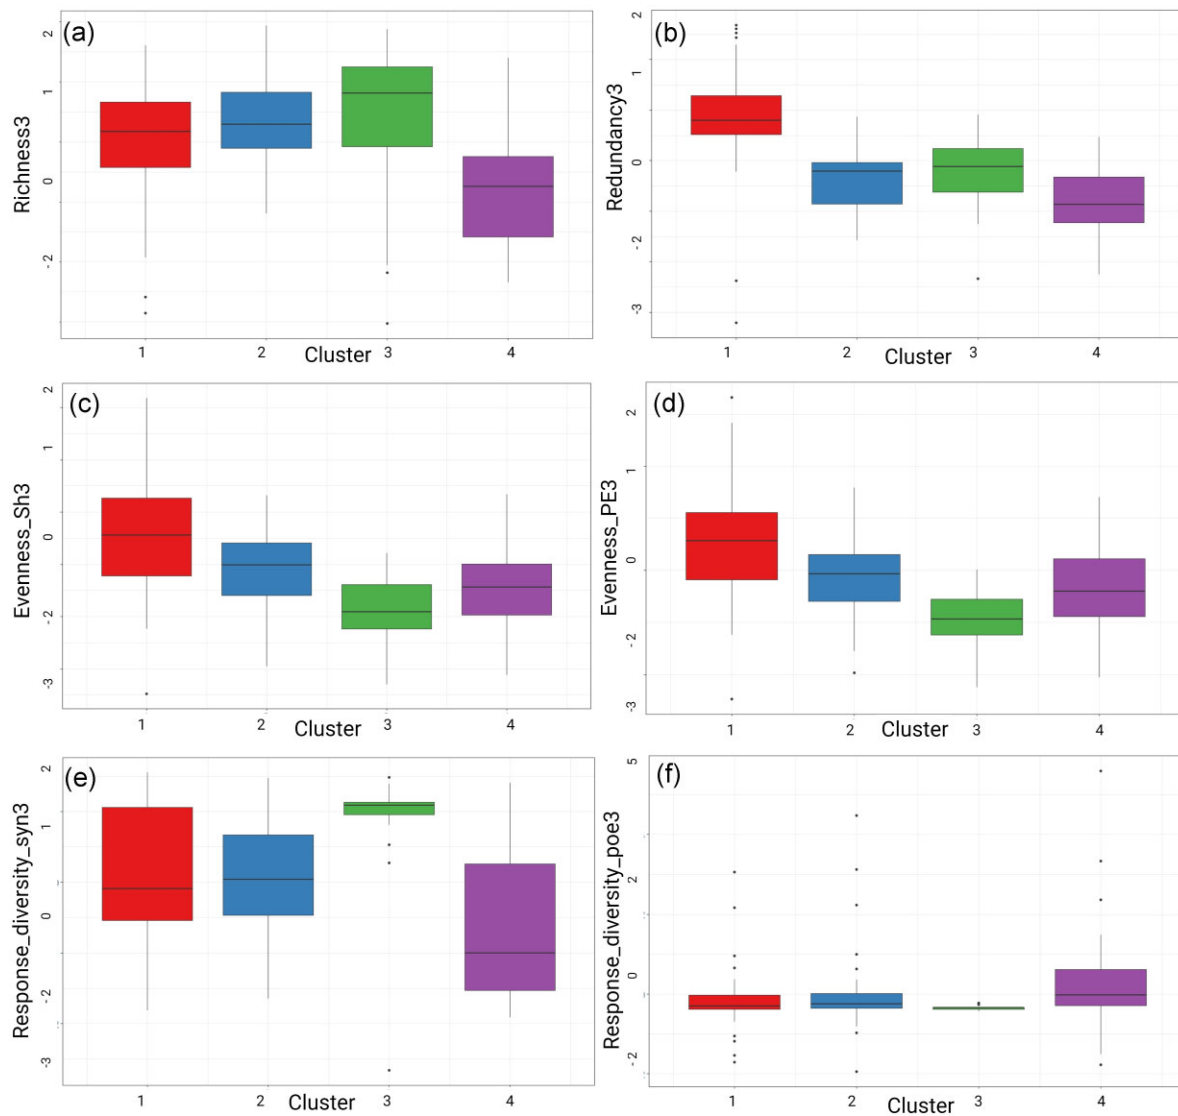 (a)
Richness3
2
1
0
- 2
1
2
3
4
Cluster
(b)
Redundancy3
2
1
0
- 2
-3
1
2
3
4
Cluster
(c)
Evenness_Sh3
2
1
0
- 2
-3
1
2
3
4
Cluster
(d)
Evenness_PE3
2
1
0
- 2
-3
1
2
3
4
Cluster
(e)
Response_diversity_syn3
2
1
0
- 2
-3
1
2
3
4
Cluster
(f)
Response_diversity_poe3
5
2
0
- 2
1
2
3
4
Cluster